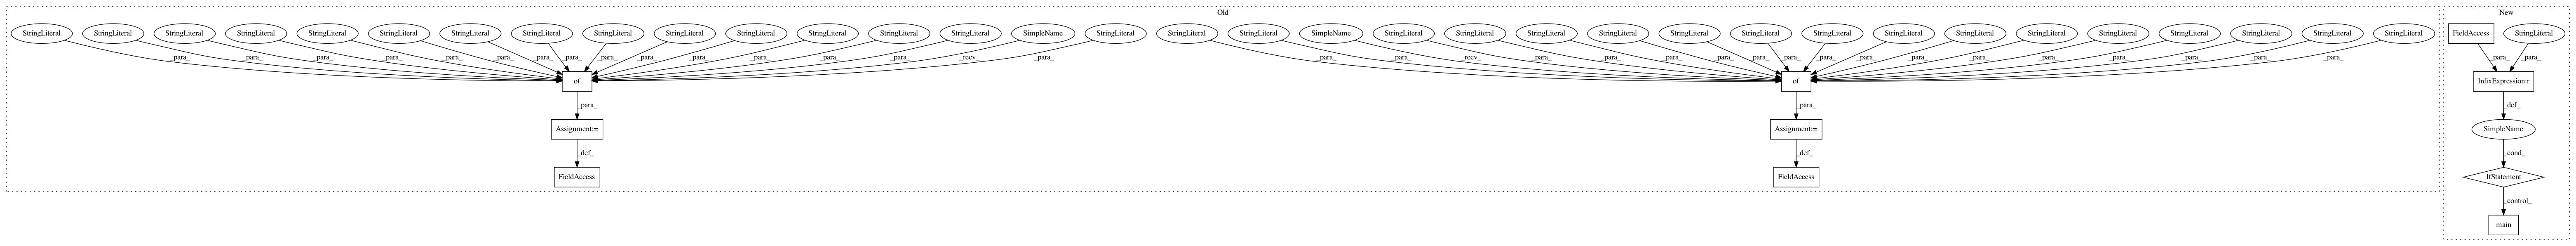 Old
New
StringLiteral StringLiteral StringLiteral StringLiteral StringLiteral StringLiteral StringLiteral StringLiteral StringLiteral StringLiteral StringLiteral StringLiteral StringLiteral StringLiteral SimpleName StringLiteral StringLiteral StringLiteral SimpleName StringLiteral StringLiteral StringLiteral StringLiteral StringLiteral StringLiteral StringLiteral StringLiteral StringLiteral StringLiteral StringLiteral StringLiteral StringLiteral StringLiteral StringLiteral FieldAccess StringLiteral
_para_ _para_ _para_ _para_ _para_ _para_ _para_ _para_ _para_ _para_ _para_ _para_ _para_ _para_ _recv_ _para_ _para_ _para_ _recv_ _para_ _para_ _para_ _para_ _para_ _para_ _para_ _para_ _para_ _para_ _para_ _para_ _para_ _para_ _para_ _para_ _para_
of of InfixExpression:r
_para_ _para_ _def_
Assignment:= Assignment:= SimpleName
_def_ _def_ _cond_
FieldAccess FieldAccess IfStatement
_control_
main